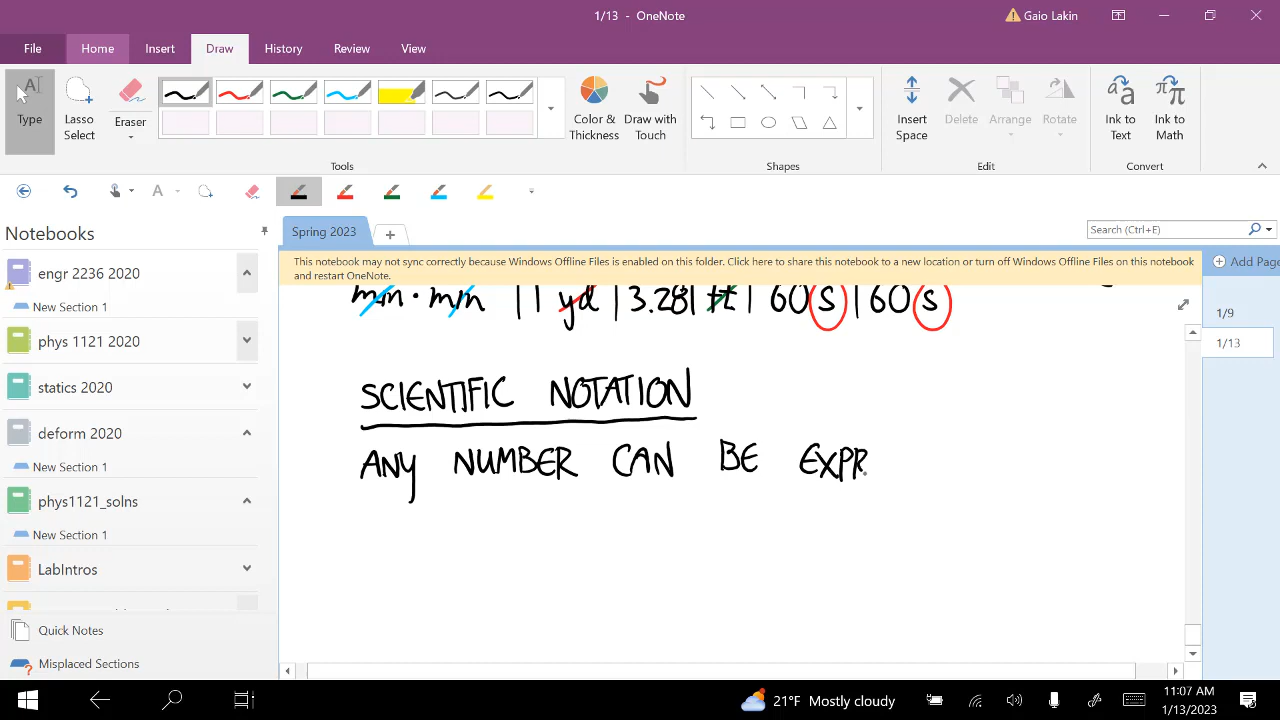 1/13 - OneNote
Gaio Lakin
File Home Insert Draw History Review View
Type
Lasso Select
Eraser
Color & Thickness
Draw with Touch
Insert Space
Delete
Arrange
Rotate
Ink to Text
Ink to Math
Tools
Shapes
Edit
Convert
A
Notebooks
Spring 2023
Search (Ctrl+E)
This notebook may not sync correctly because Windows Offline Files is enabled on this folder. Click here to share this notebook to a new location or turn off Windows Offline Files on this notebook
and restart OneNote.
Add Page
1/9
1/13
engr 2236 2020
New Section 1
phys 1121 2020
statics 2020
deform 2020
New Section 1
phys1121_solns
New Section 1
LabIntros
Quick Notes
Misplaced Sections
min · min | 1 yd | 3.281 ft | 60 s | 60 s
SCIENTIFIC NOTATION
ANY NUMBER CAN BE EXPR
21°F Mostly cloudy
11:07 AM
1/13/2023